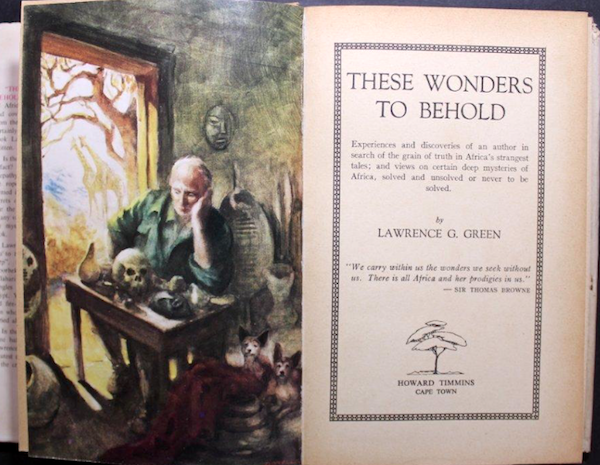 THESE WONDERS
TO BEHOLD
Experiences and discoveries of an author in
search of the grain of truth in Africa's strangest
tales; and views on certain deep mysteries of
Africa, solved and unsolved or never to be
solved.
by
LAWRENCE G. GREEN
"We carry within us the wonders we seek without
us. There is all Africa and her prodigies in us."
— SIR THOMAS BROWNE
HOWARD TIMMINS
CAPE TOWN